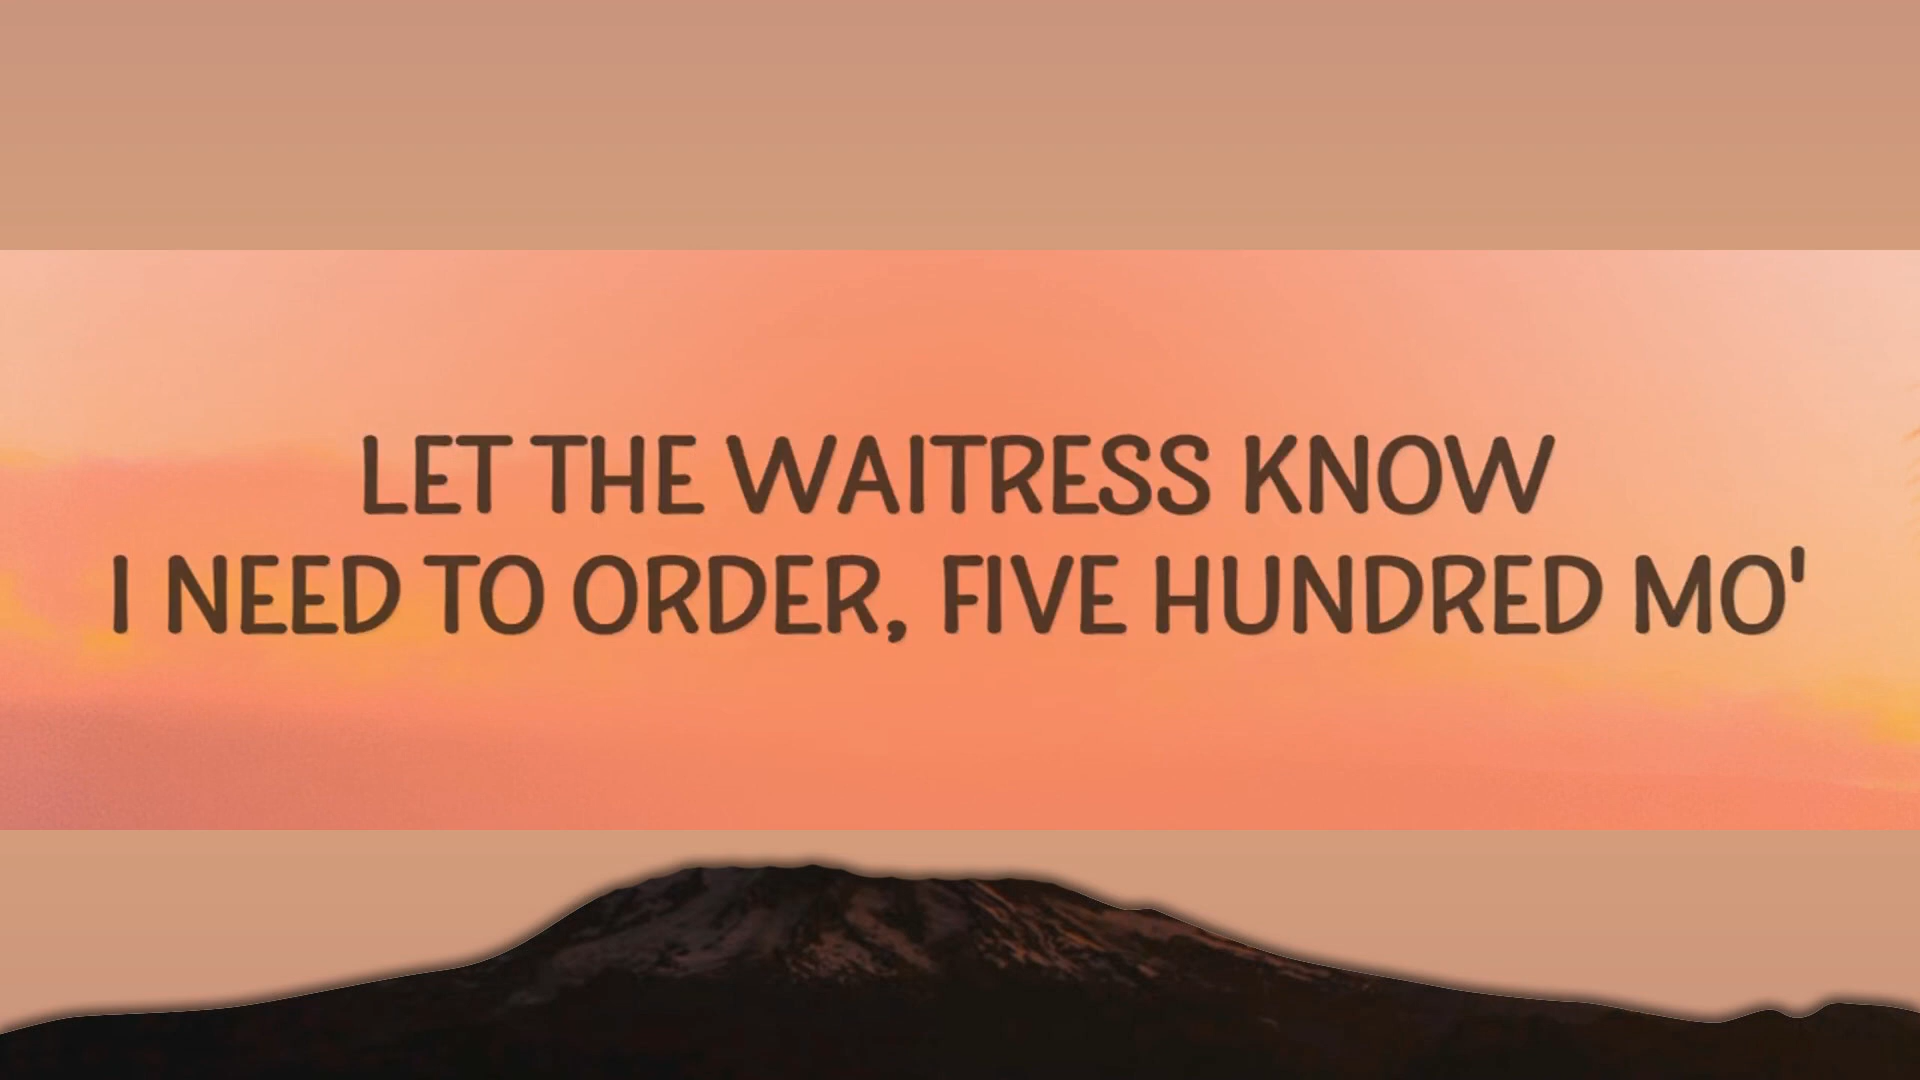 LET THE WAITRESS KNOW
I NEED TO ORDER, FIVE HUNDRED MO'